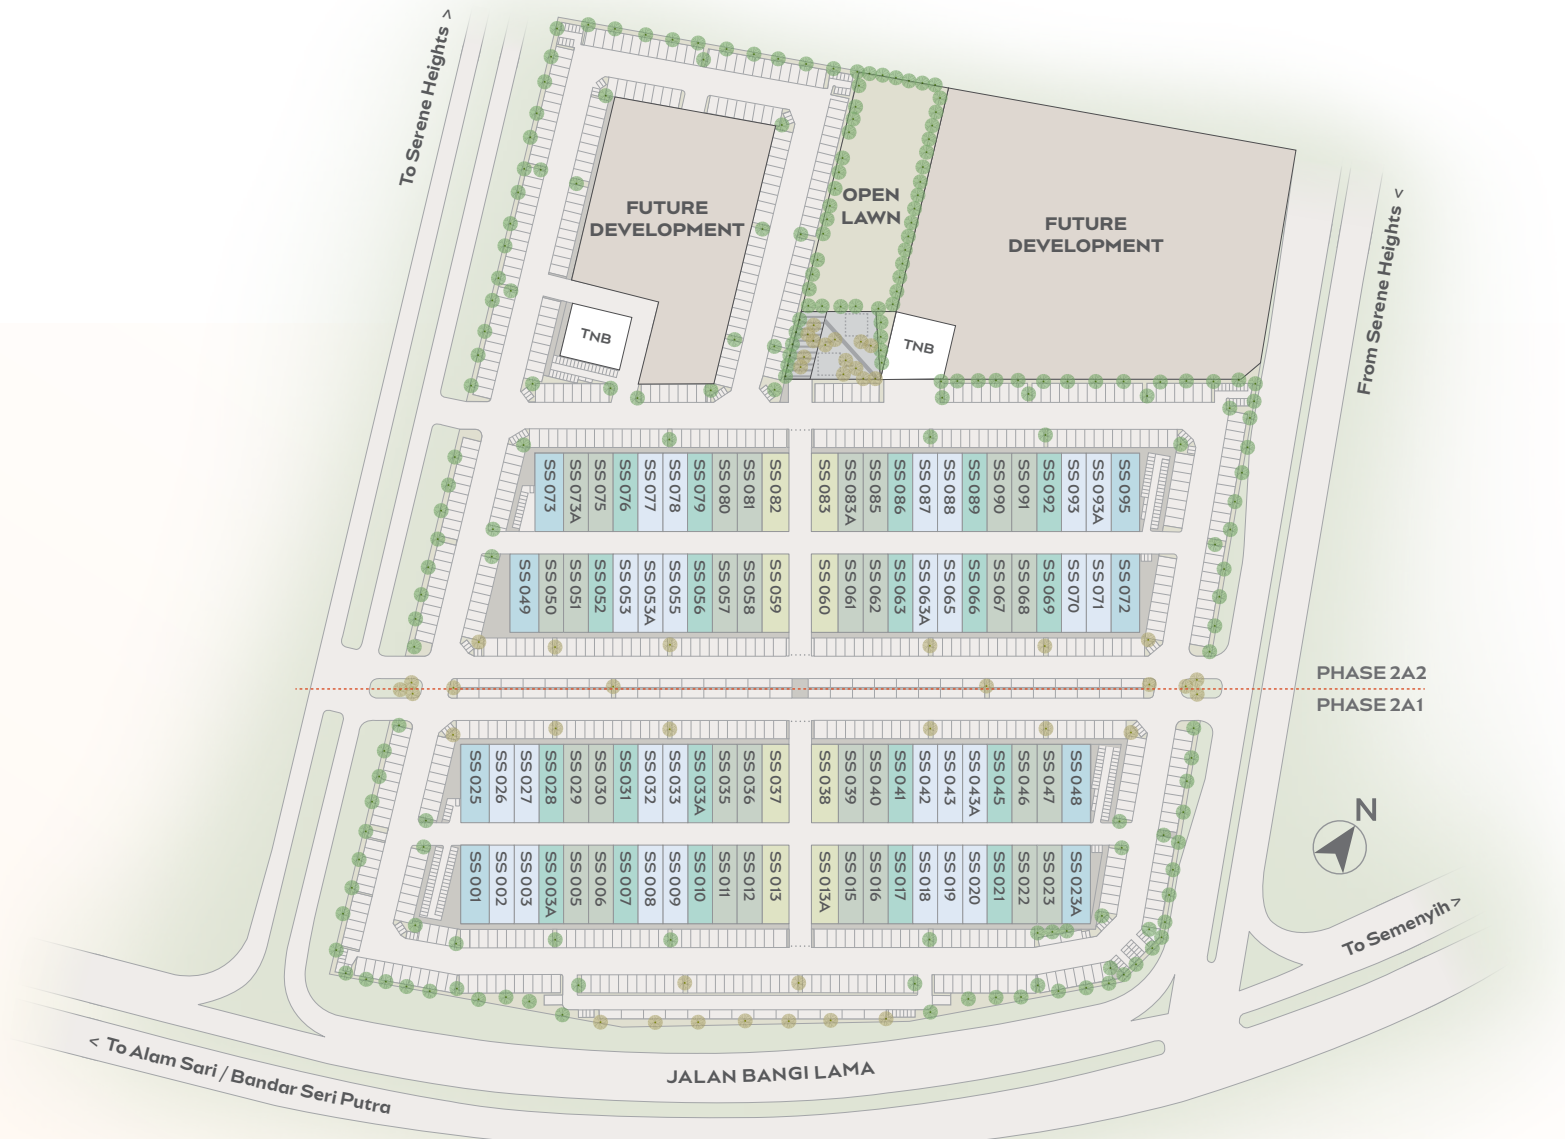 To Serene Heights >
From Serene Heights <
FUTURE
DEVELOPMENT
OPEN
LAWN
FUTURE
DEVELOPMENT
TNB
TNB
SS 073
SS 073A
SS 075
SS 076
SS 077
SS 078
SS 079
SS 080
SS 081
SS 082
SS 083
SS 083A
SS 085
SS 086
SS 087
SS 088
SS 089
SS 090
SS 091
SS 092
SS 093
SS 093A
SS 095
SS 049
SS 050
SS 051
SS 052
SS 053
SS 053A
SS 055
SS 056
SS 057
SS 058
SS 059
SS 060
SS 061
SS 062
SS 063
SS 063A
SS 065
SS 066
SS 067
SS 068
SS 069
SS 070
SS 071
SS 072
PHASE 2A2
PHASE 2A1
SS 025
SS 026
SS 027
SS 028
SS 029
SS 030
SS 031
SS 032
SS 033
SS 033A
SS 035
SS 036
SS 037
SS 038
SS 039
SS 040
SS 041
SS 042
SS 043
SS 043A
SS 045
SS 046
SS 047
SS 048
SS 001
SS 002
SS 003
SS 003A
SS 005
SS 006
SS 007
SS 008
SS 009
SS 010
SS 011
SS 012
SS 013
SS 013A
SS 015
SS 016
SS 017
SS 018
SS 019
SS 020
SS 021
SS 022
SS 023
SS 023A
N
To Semenyih >
< To Alam Sari / Bandar Seri Putra
JALAN BANGI LAMA